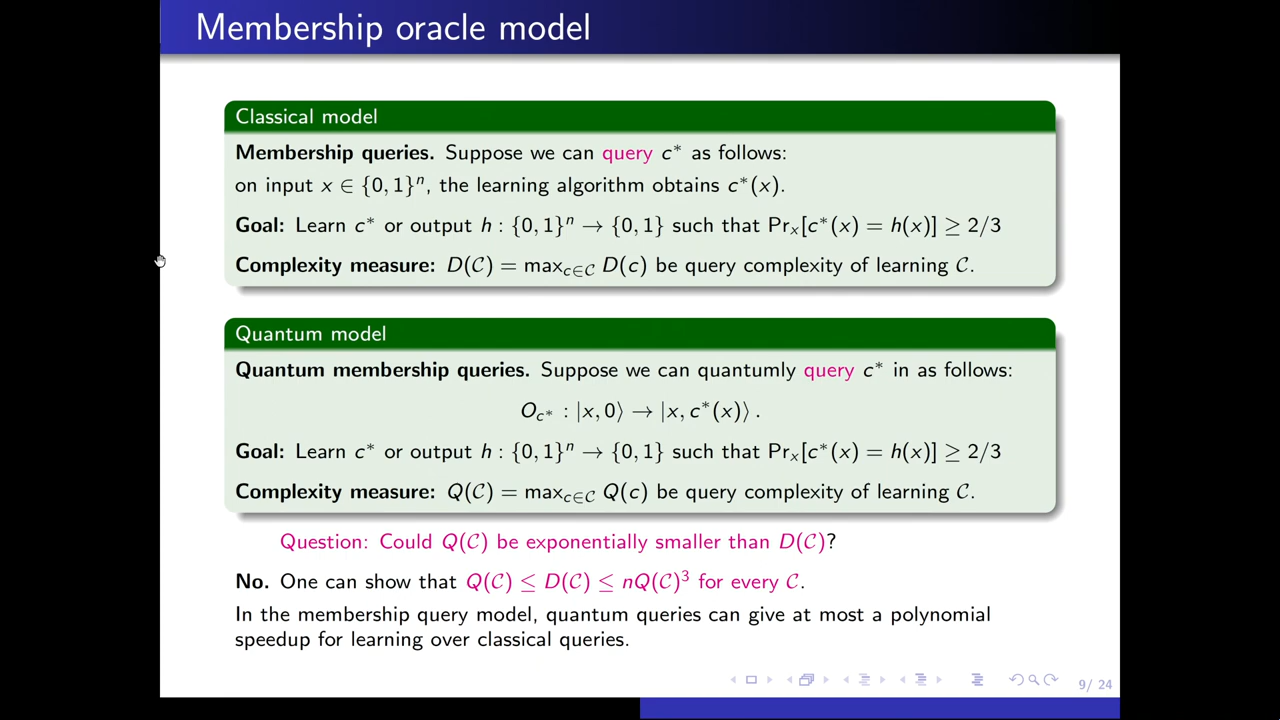 Membership oracle model
Classical model
Membership queries. Suppose we can query c* as follows:
on input x ∈ {0, 1}ⁿ, the learning algorithm obtains c*(x).
Goal: Learn c* or output h : {0, 1}ⁿ → {0, 1} such that Prₓ[c*(x) = h(x)] ≥ 2/3
Complexity measure: D(𝒞) = max_{c∈𝒞} D(c) be query complexity of learning 𝒞.
Quantum model
Quantum membership queries. Suppose we can quantumly query c* in as follows:
O_{c*} : |x, 0⟩ → |x, c*(x)⟩ .
Goal: Learn c* or output h : {0, 1}ⁿ → {0, 1} such that Prₓ[c*(x) = h(x)] ≥ 2/3
Complexity measure: Q(𝒞) = max_{c∈𝒞} Q(c) be query complexity of learning 𝒞.
Question: Could Q(𝒞) be exponentially smaller than D(𝒞)?
No. One can show that Q(𝒞) ≤ D(𝒞) ≤ nQ(𝒞)³ for every 𝒞.
In the membership query model, quantum queries can give at most a polynomial
speedup for learning over classical queries.
9/ 24